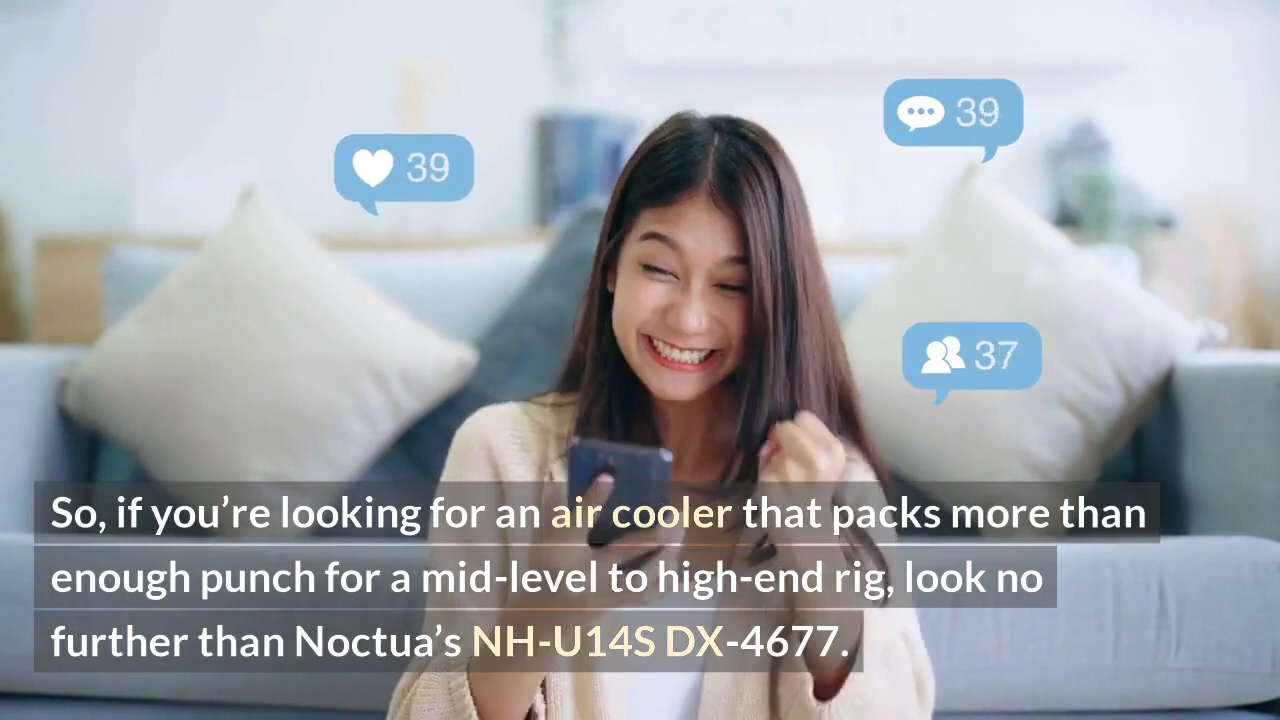 39
39
37
So, if you’re looking for an air cooler that packs more than
enough punch for a mid-level to high-end rig, look no
further than Noctua’s NH-U14S DX-4677.